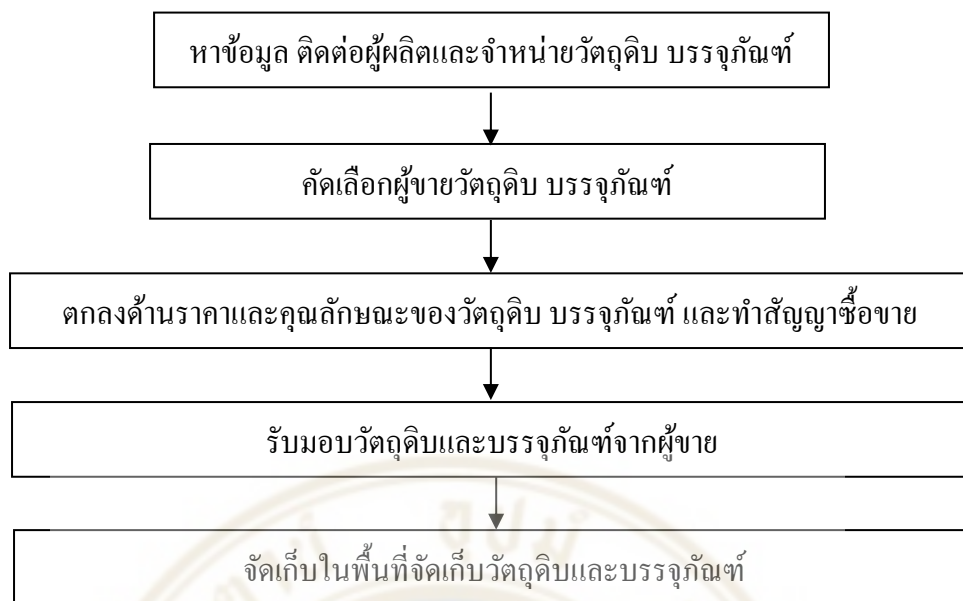 หาข้อมูล ติดต่อผู้ผลิตและจำหน่ายวัตถุดิบ บรรจุภัณฑ์
คัดเลือกผู้ขายวัตถุดิบ บรรจุภัณฑ์
ตกลงด้านราคาและคุณลักษณะของวัตถุดิบ บรรจุภัณฑ์ และทำสัญญาซื้อขาย
รับมอบวัตถุดิบและบรรจุภัณฑ์จากผู้ขาย
จัดเก็บในพื้นที่จัดเก็บวัตถุดิบและบรรจุภัณฑ์